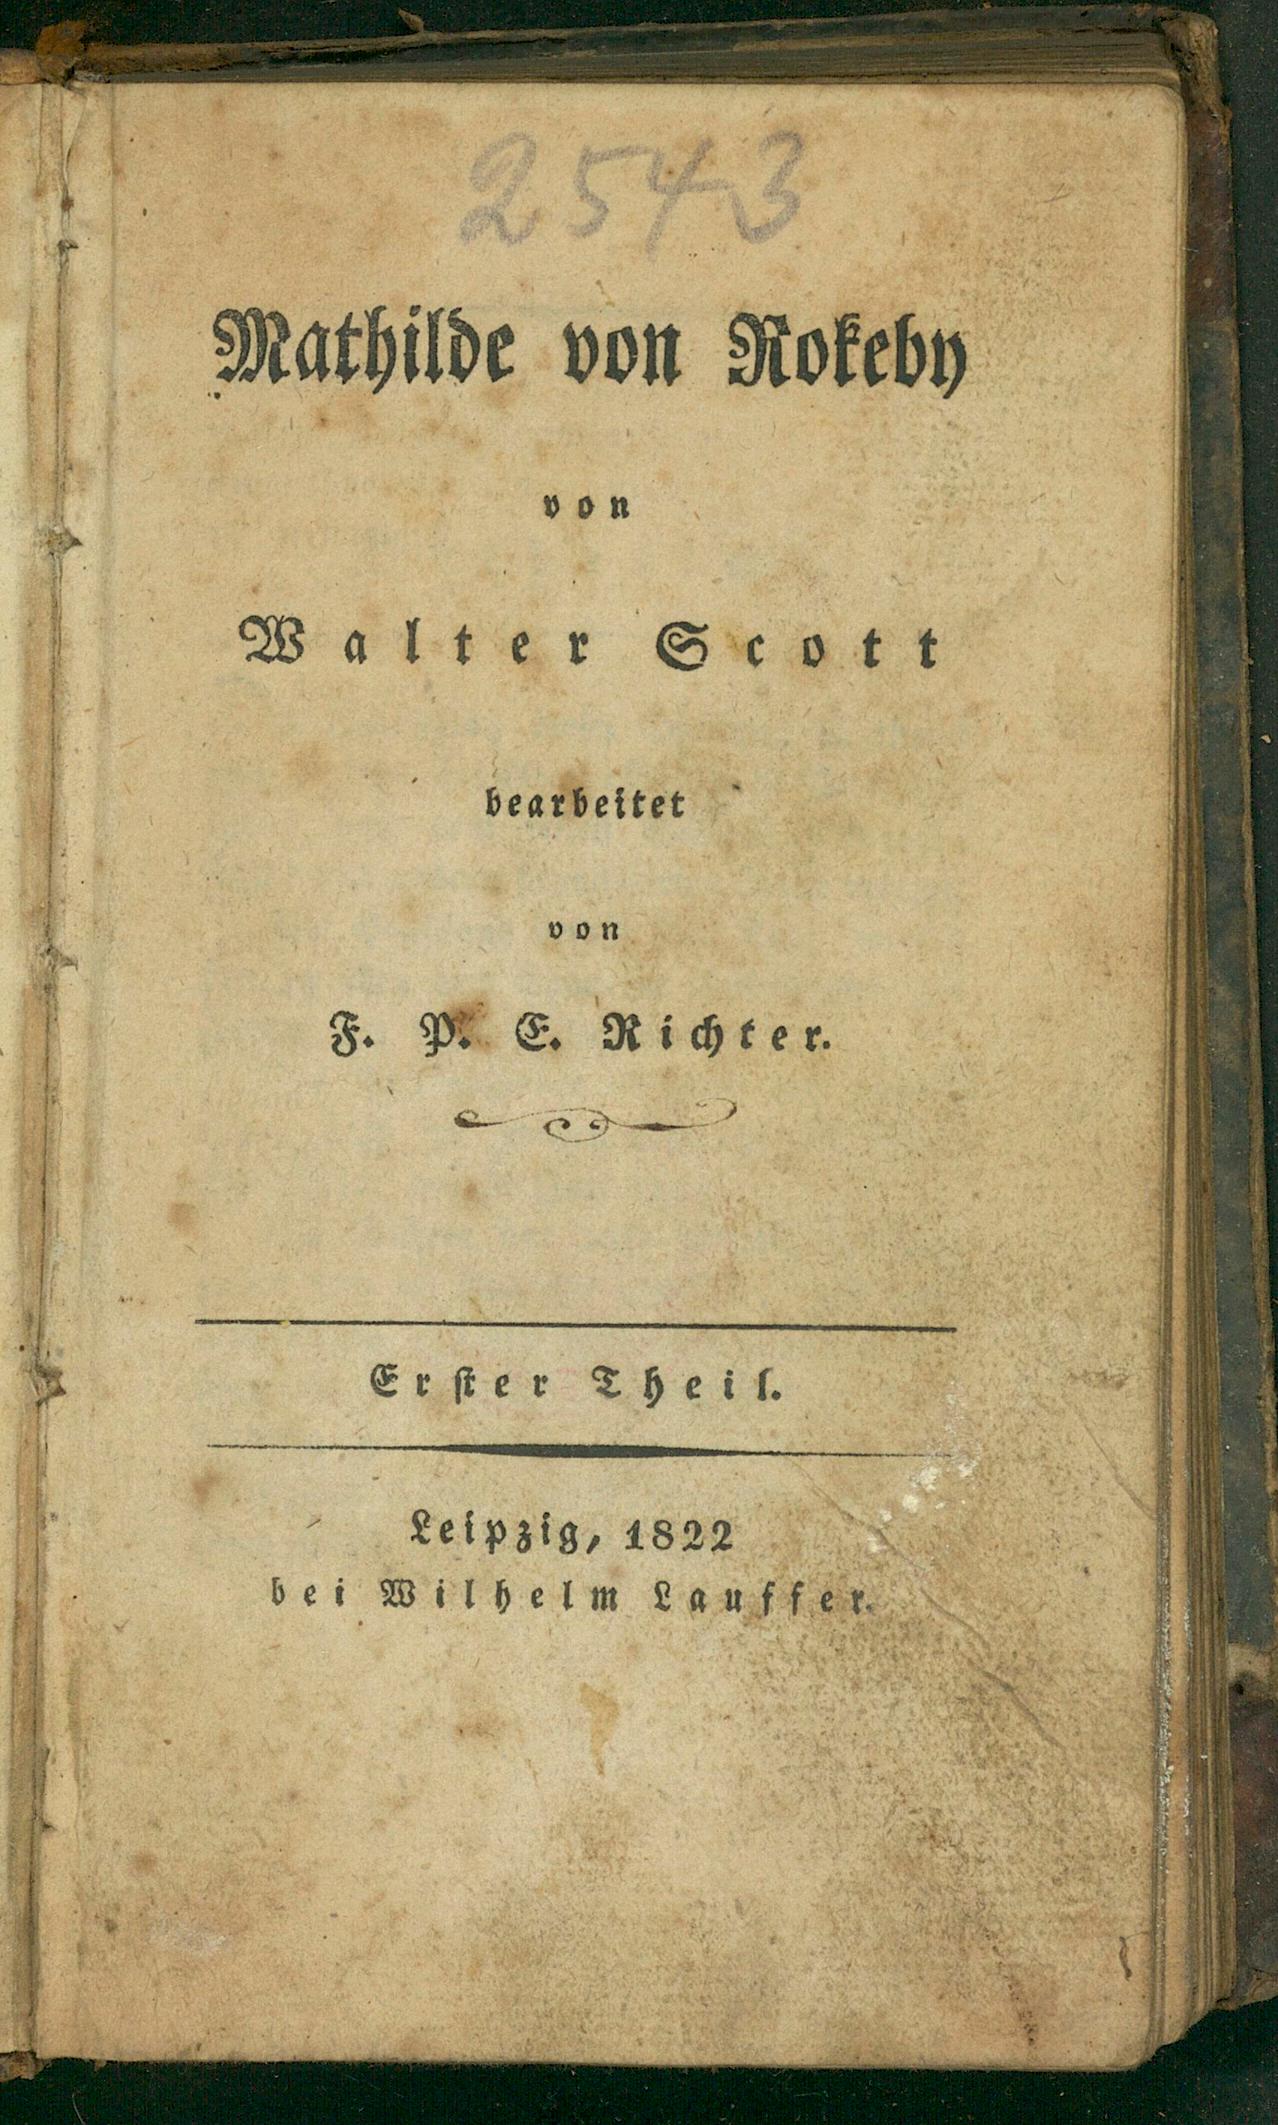 2543
Mathilde von Rokeby
von
Walter Scott
bearbeitet
von
F. P. E. Richter.
Erſter Theil.
Leipzig, 1822
bei Wilhelm Lauffer.